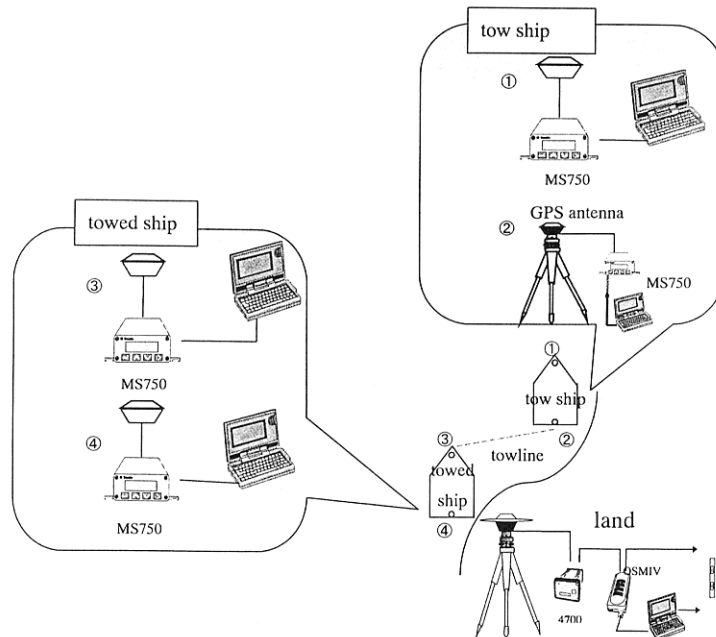 tow ship
①
MS750
GPS antenna
②
MS750
towed ship
③
MS750
④
MS750
①
tow ship
②
③
towline
towed
ship
④
land
OSMIV
4700